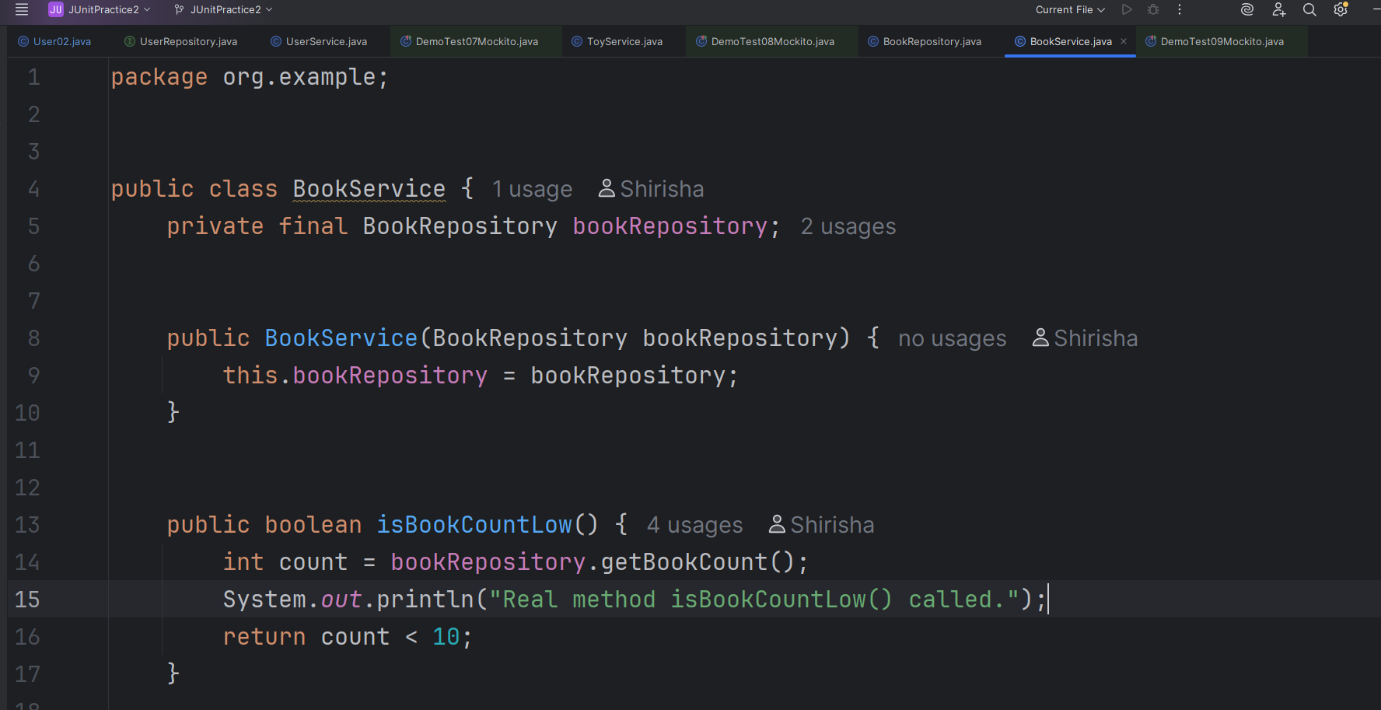 JU JUnitPractice2 JUnitPractice2 Current File
User02.java UserRepository.java UserService.java DemoTest07Mockito.java ToyService.java DemoTest08Mockito.java BookRepository.java BookService.java DemoTest09Mockito.java
1 package org.example;
2
3
4 public class BookService { 1 usage Shirisha
5 private final BookRepository bookRepository; 2 usages
6
7
8 public BookService(BookRepository bookRepository) { no usages Shirisha
9 this.bookRepository = bookRepository;
10 }
11
12
13 public boolean isBookCountLow() { 4 usages Shirisha
14 int count = bookRepository.getBookCount();
15 System.out.println("Real method isBookCountLow() called.");
16 return count < 10;
17 }
18